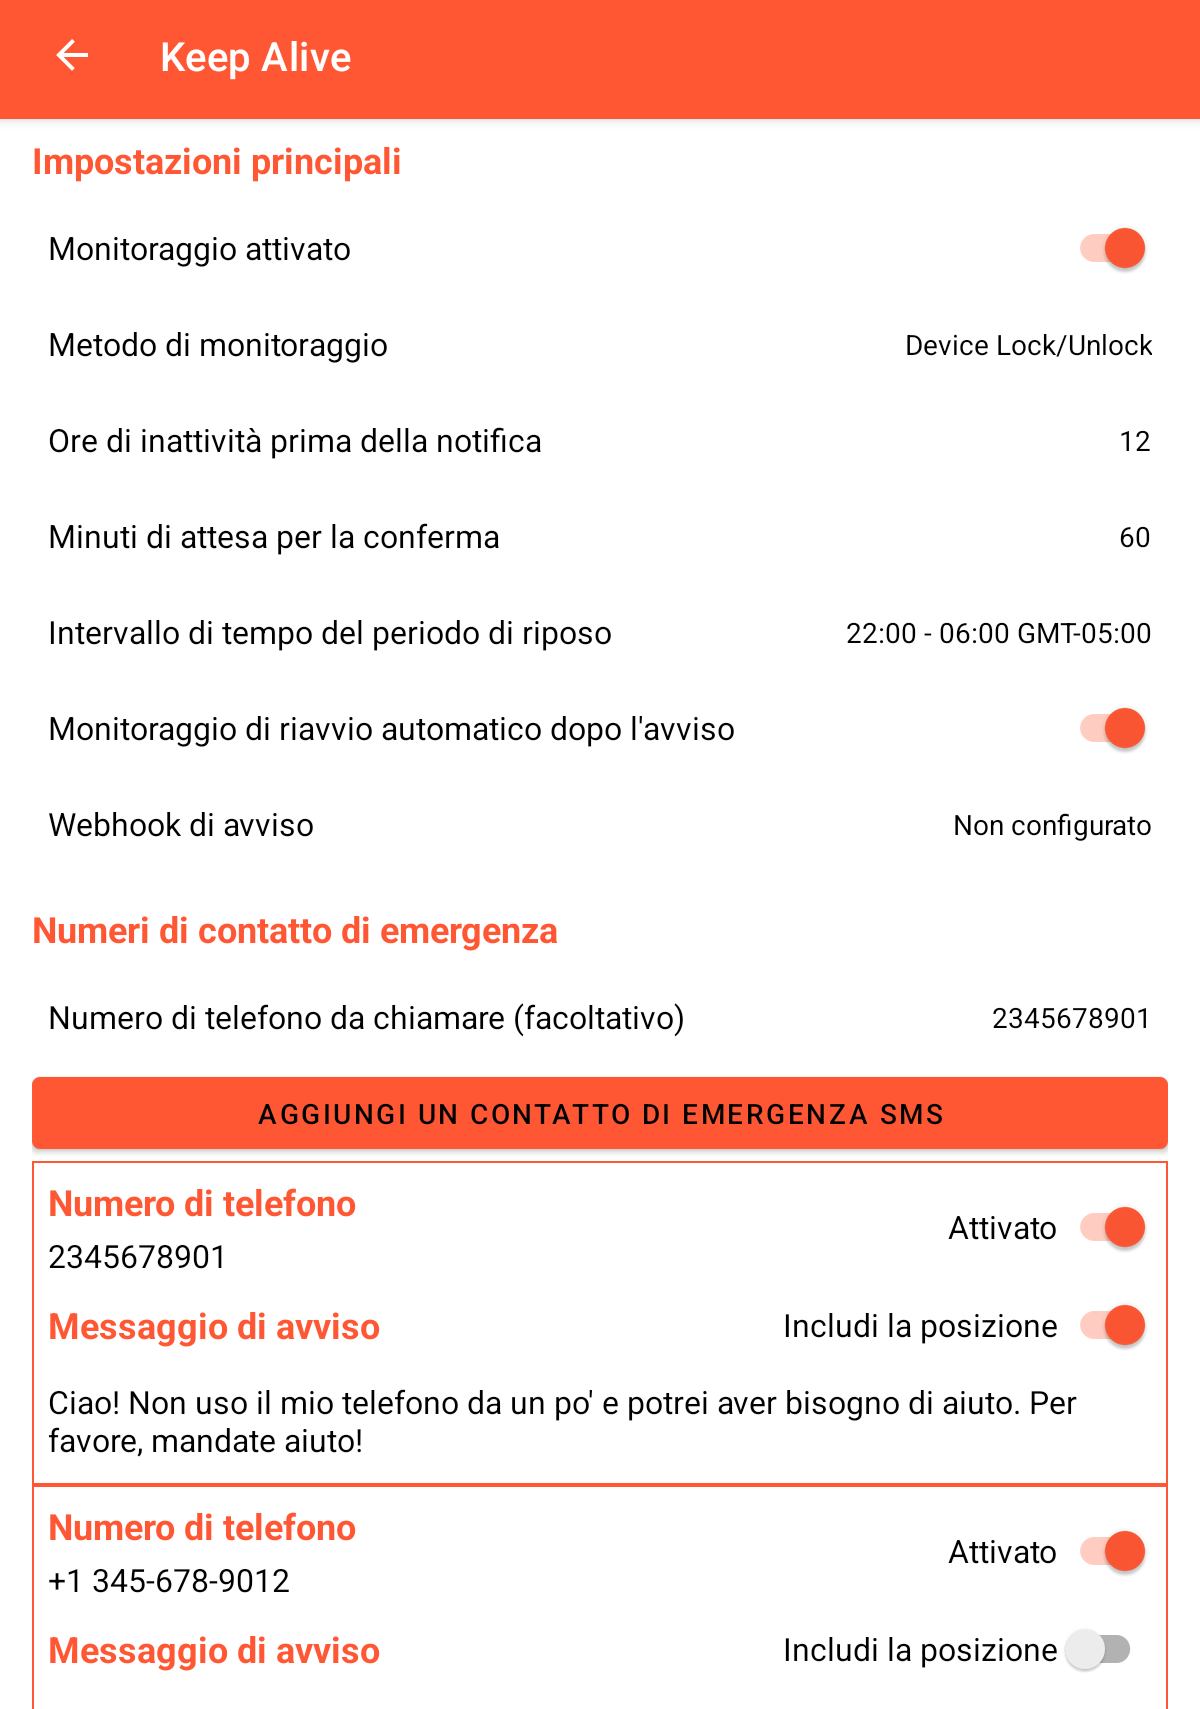 Keep Alive
Impostazioni principali
Monitoraggio attivato
Metodo di monitoraggio Device Lock/Unlock
Ore di inattività prima della notifica 12
Minuti di attesa per la conferma 60
Intervallo di tempo del periodo di riposo 22:00 - 06:00 GMT-05:00
Monitoraggio di riavvio automatico dopo l'avviso
Webhook di avviso Non configurato
Numeri di contatto di emergenza
Numero di telefono da chiamare (facoltativo) 2345678901
AGGIUNGI UN CONTATTO DI EMERGENZA SMS
Numero di telefono
Attivato
2345678901
Messaggio di avviso Includi la posizione
Ciao! Non uso il mio telefono da un po' e potrei aver bisogno di aiuto. Per
favore, mandate aiuto!
Numero di telefono
Attivato
+1 345-678-9012
Messaggio di avviso Includi la posizione